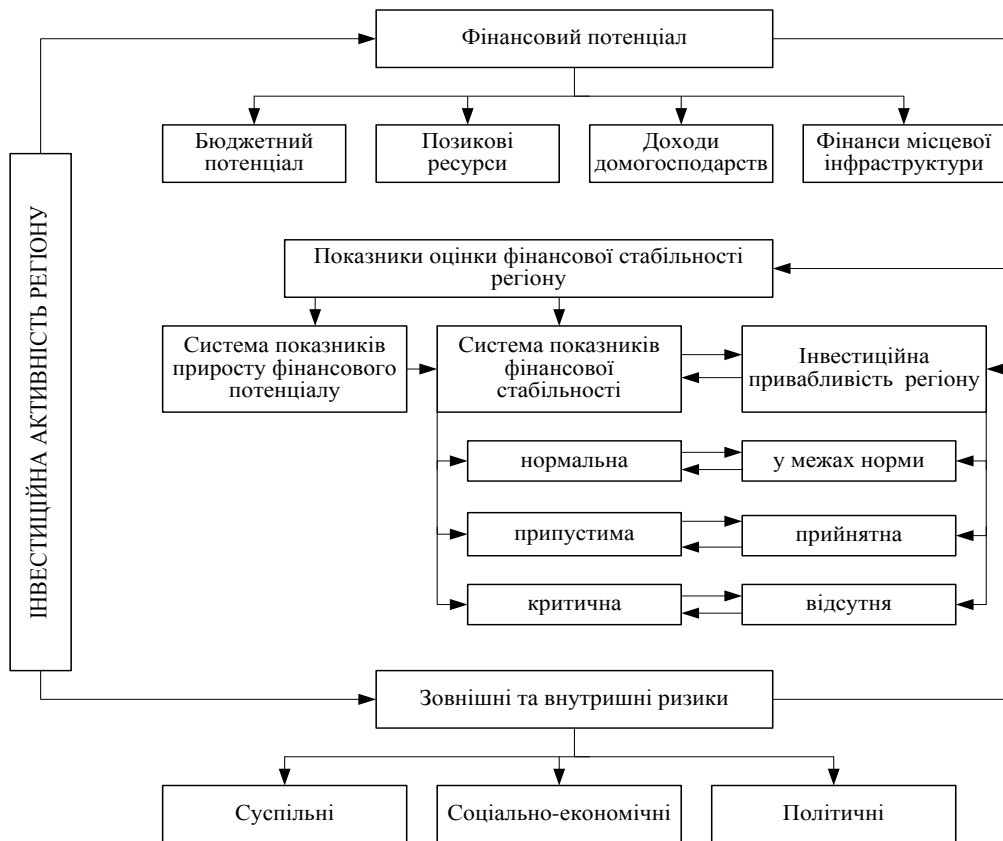 Фінансовий потенціал
Бюджетний
потенціал
Позикові
ресурси
Доходи
домогосподарств
Фінанси місцевої
інфраструктури
ІНВЕСТИЦІЙНА АКТИВНІСТЬ РЕГІОНУ
Показники оцінки фінансової стабільності
регіону
Система показників
приросту фінансового
потенціалу
Система показників
фінансової
стабільності
Інвестиційна
привабливість регіону
нормальна
у межах норми
припустима
прийнятна
критична
відсутня
Зовнішні та внутришні ризики
Суспільні
Соціально-економічні
Політичні